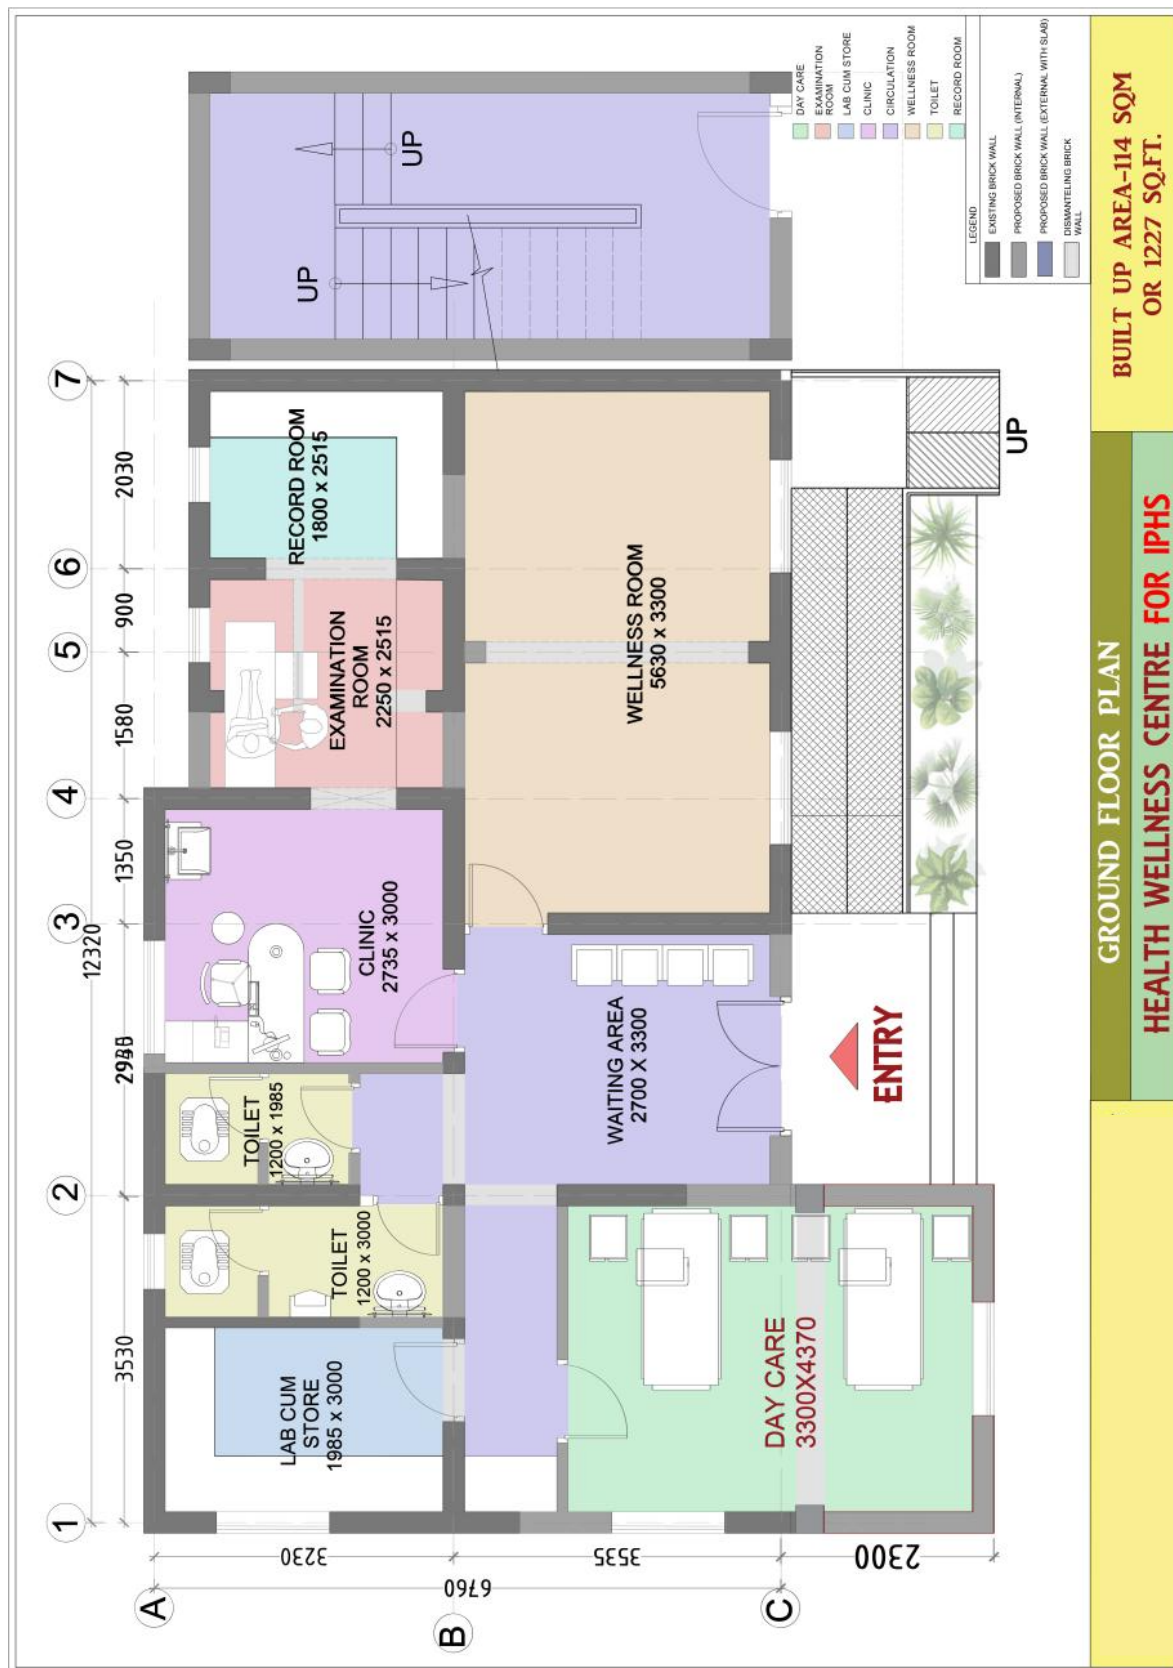 7
6
5
4
3
2
1
2030
900
1580
1350
3530
12320
A
B
C
3230
3535
6760
2300
UP
UP
RECORD ROOM
1800 x 2515
EXAMINATION
ROOM
2250 x 2515
CLINIC
2735 x 3000
TOILET
1200 x 1985
TOILET
1200 x 3000
LAB CUM
STORE
1985 x 3000
WELLNESS ROOM
5630 x 3300
WAITING AREA
2700 X 3300
DAY CARE
3300X4370
ENTRY
UP
DAY CARE
EXAMINATION
ROOM
LAB CUM STORE
CLINIC
CIRCULATION
WELLNESS ROOM
TOILET
RECORD ROOM
LEGEND
EXISTING BRICK WALL
PROPOSED BRICK WALL (INTERNAL)
PROPOSED BRICK WALL (EXTERNAL WITH SLAB)
DISMANTELING BRICK
WALL
GROUND FLOOR PLAN
HEALTH WELLNESS CENTRE FOR IPHS
BUILT UP AREA-114 SQM
OR 1227 SQ.FT.